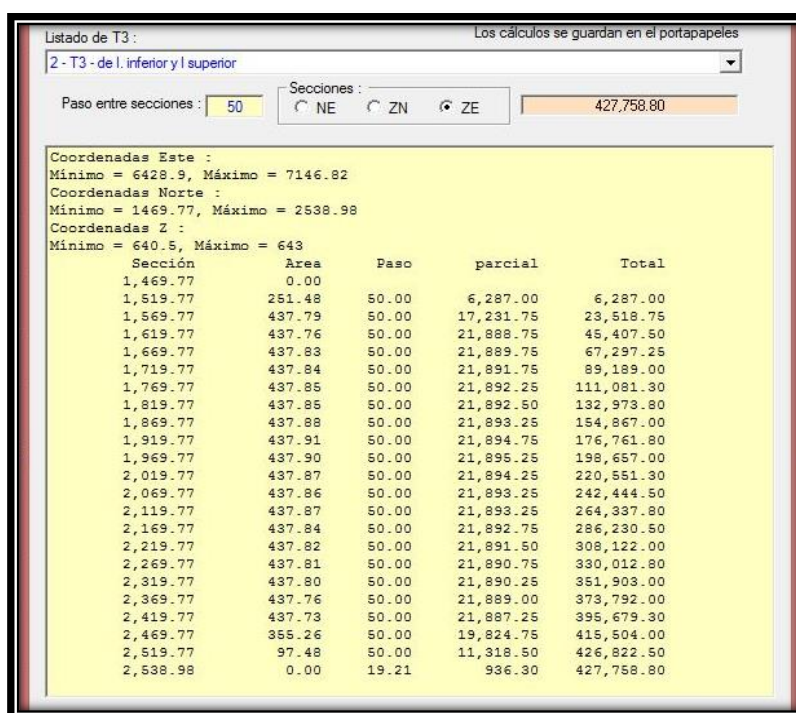 Listado de T3 : Los cálculos se guardan en el portapapeles
2 - T3 - de l. inferior y l superior
Secciones :
Paso entre secciones : 50 NE ZN ZE 427,758.80
Coordenadas Este :
Mínimo = 6428.9, Máximo = 7146.82
Coordenadas Norte :
Mínimo = 1469.77, Máximo = 2538.98
Coordenadas Z :
Mínimo = 640.5, Máximo = 643
Sección Area Paso parcial Total
1,469.77 0.00
1,519.77 251.48 50.00 6,287.00 6,287.00
1,569.77 437.79 50.00 17,231.75 23,518.75
1,619.77 437.76 50.00 21,888.75 45,407.50
1,669.77 437.83 50.00 21,889.75 67,297.25
1,719.77 437.84 50.00 21,891.75 89,189.00
1,769.77 437.85 50.00 21,892.25 111,081.30
1,819.77 437.85 50.00 21,892.50 132,973.80
1,869.77 437.88 50.00 21,893.25 154,867.00
1,919.77 437.91 50.00 21,894.75 176,761.80
1,969.77 437.90 50.00 21,895.25 198,657.00
2,019.77 437.87 50.00 21,894.25 220,551.30
2,069.77 437.86 50.00 21,893.25 242,444.50
2,119.77 437.87 50.00 21,893.25 264,337.80
2,169.77 437.84 50.00 21,892.75 286,230.50
2,219.77 437.82 50.00 21,891.50 308,122.00
2,269.77 437.81 50.00 21,890.75 330,012.80
2,319.77 437.80 50.00 21,890.25 351,903.00
2,369.77 437.76 50.00 21,889.00 373,792.00
2,419.77 437.73 50.00 21,887.25 395,679.30
2,469.77 355.26 50.00 19,824.75 415,504.00
2,519.77 97.48 50.00 11,318.50 426,822.50
2,538.98 0.00 19.21 936.30 427,758.80